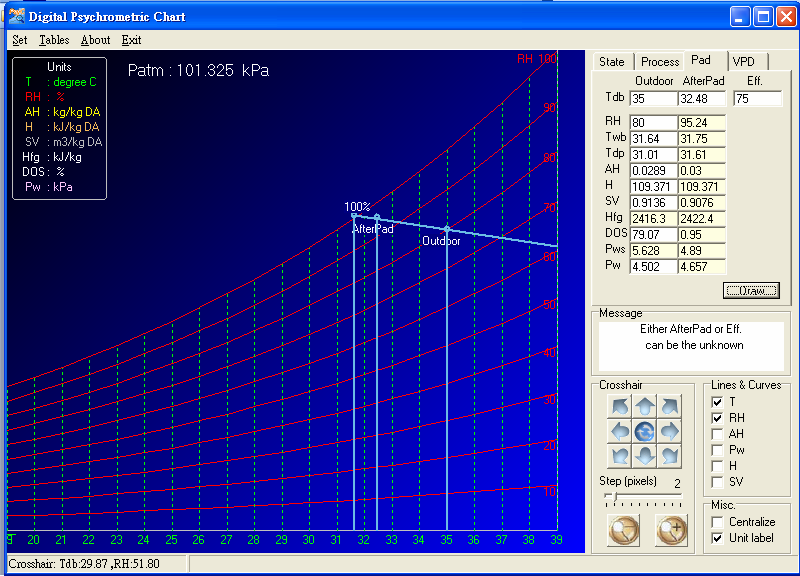 Digital Psychrometric Chart
Set Tables About Exit
Units
T : degree C
RH : %
AH : kg/kg DA
H : kJ/kg DA
SV : m3/kg DA
Hfg : kJ/kg
DOS : %
Pw : kPa
Patm : 101.325 kPa
RH 100
90
80
70
60
50
40
30
20
10
100%
AfterPad
Outdoor
20 21 22 23 24 25 26 27 28 29 30 31 32 33 34 35 36 37 38 39
State Process Pad VPD
Outdoor AfterPad Eff.
Tdb 35 32.48 75
RH 80 95.24
Twb 31.64 31.75
Tdp 31.01 31.61
AH 0.0289 0.03
H 109.371 109.371
SV 0.9136 0.9076
Hfg 2416.3 2422.4
DOS 79.07 0.95
Pws 5.628 4.89
Pw 4.502 4.657
Draw
Message
Either AfterPad or Eff.
can be the unknown
Crosshair
Step (pixels) 2
Lines & Curves
T
RH
AH
Pw
H
SV
Misc.
Centralize
Unit label
Crosshair: Tdb:29.87 ,RH:51.80